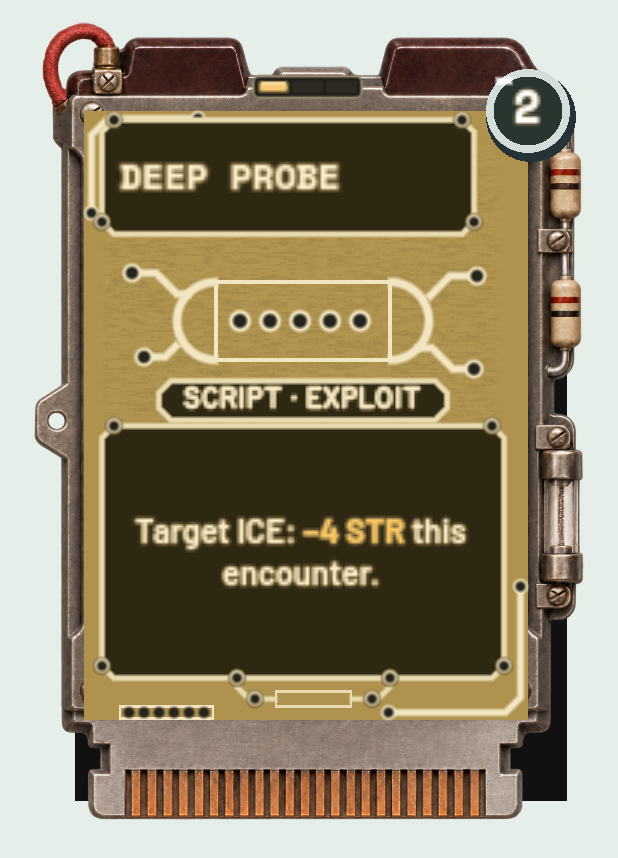 2
DEEP PROBE
SCRIPT · EXPLOIT
Target ICE: −4 STR this
encounter.